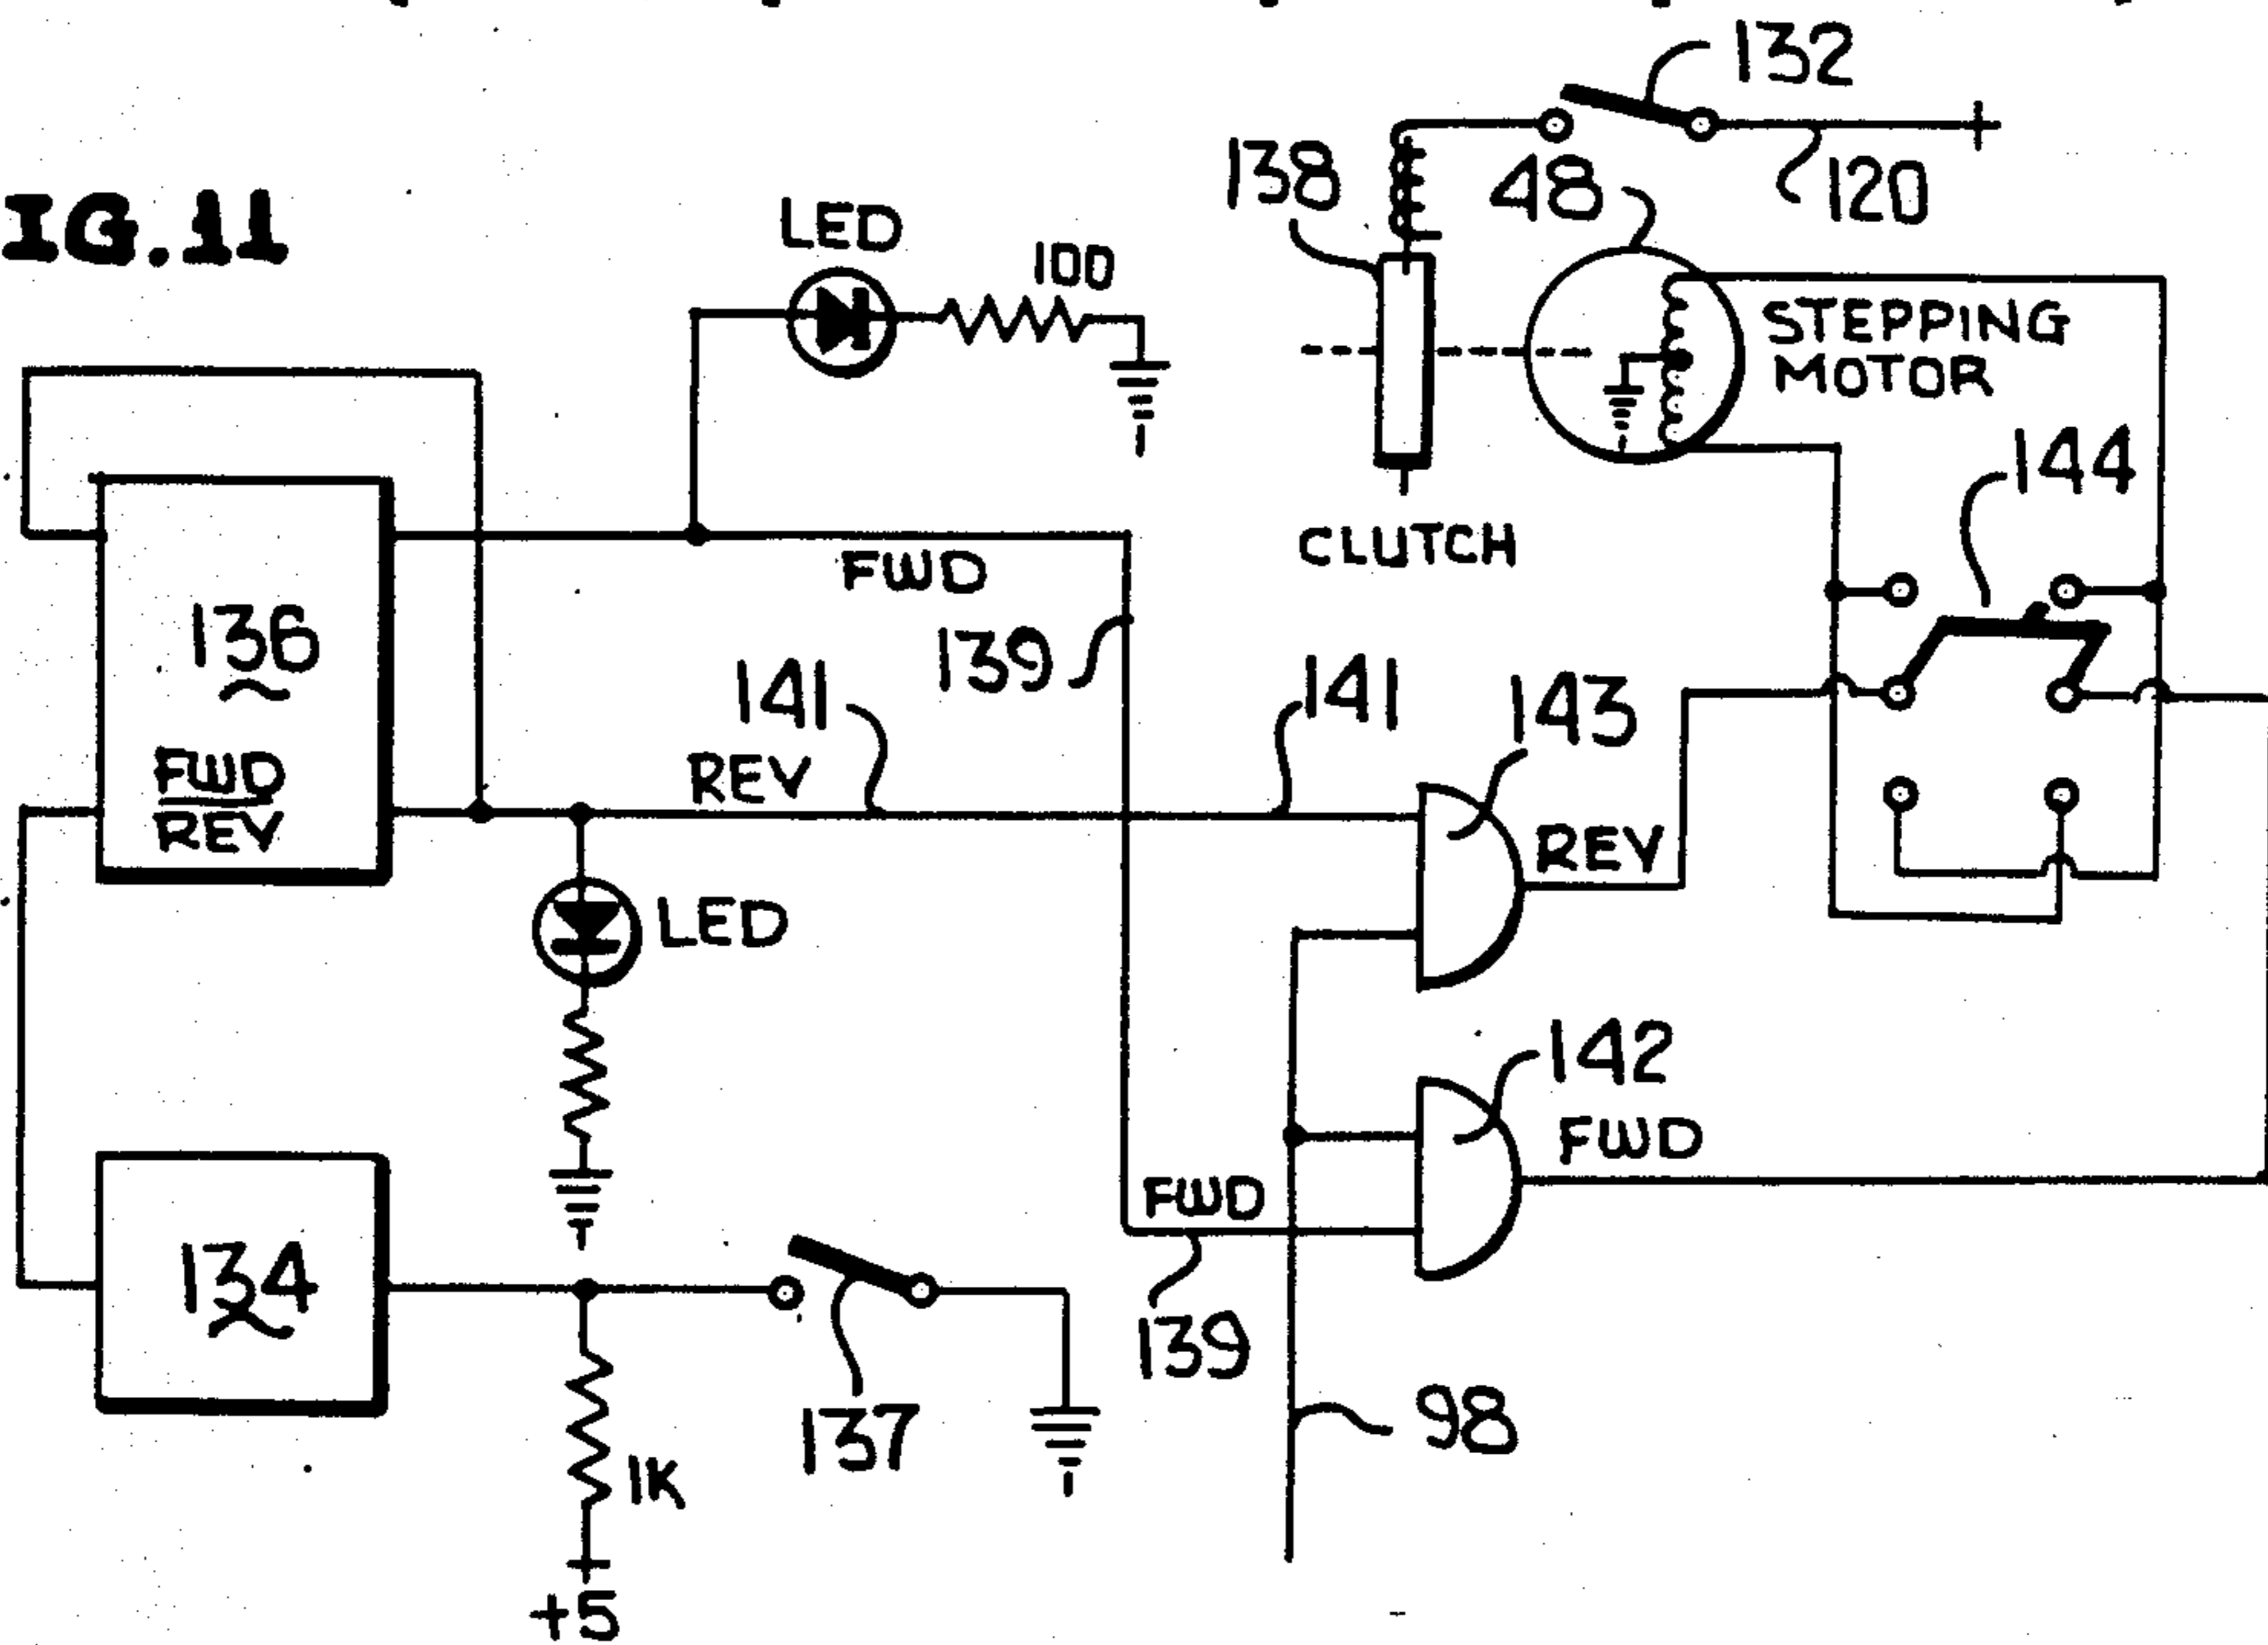 IG.11
132
138
48
120
LED
100
STEPPING
MOTOR
144
CLUTCH
FWD
136
139
141
141
143
FWD
REV
REV
REV
LED
142
FWD
FWD
134
139
137
98
1K
+5